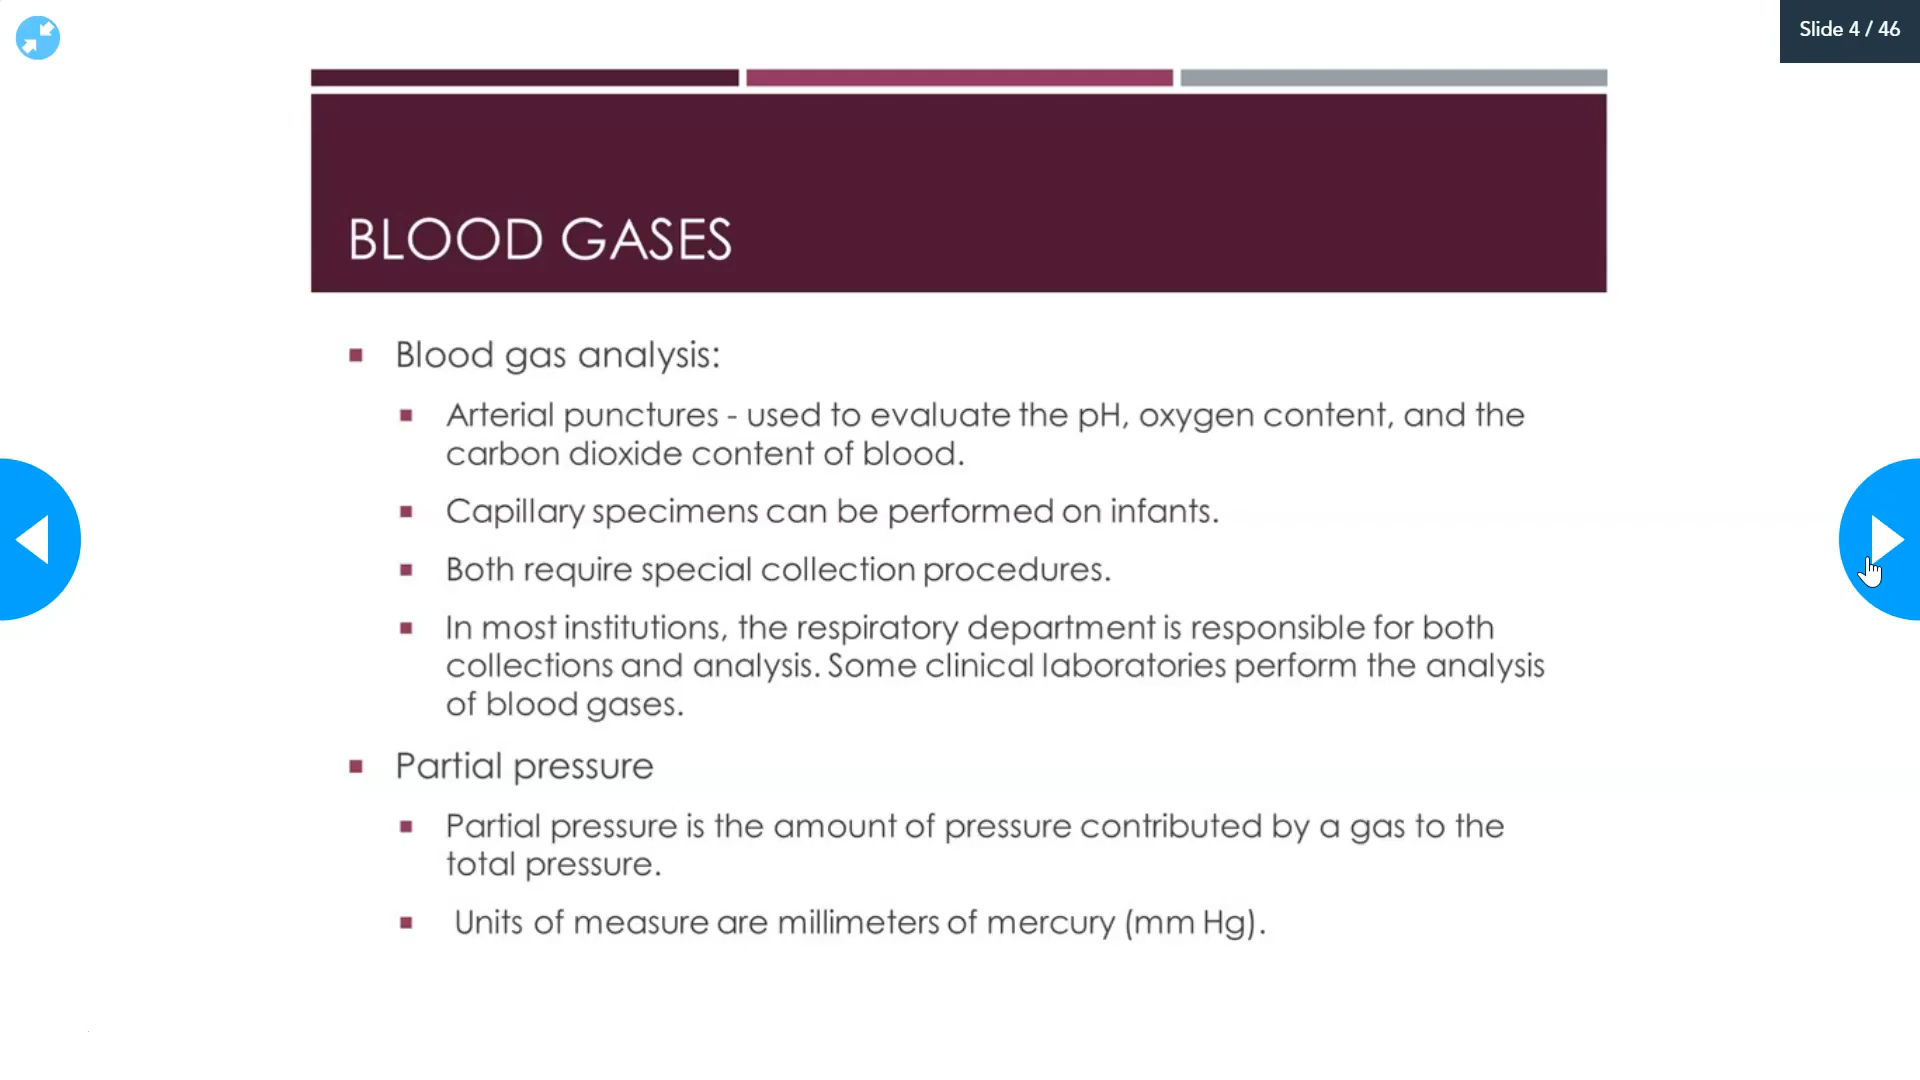 Slide 4 / 46
BLOOD GASES
Blood gas analysis:
Arterial punctures - used to evaluate the pH, oxygen content, and the
carbon dioxide content of blood.
Capillary specimens can be performed on infants.
Both require special collection procedures.
In most institutions, the respiratory department is responsible for both
collections and analysis. Some clinical laboratories perform the analysis
of blood gases.
Partial pressure
Partial pressure is the amount of pressure contributed by a gas to the
total pressure.
Units of measure are millimeters of mercury (mm Hg).